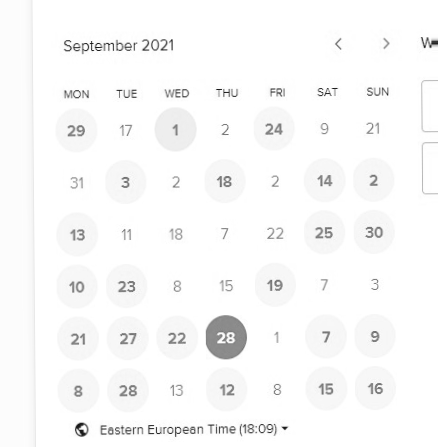 September 2021
MON TUE WED THU FRI SAT SUN
29 17 1 2 24 9 21
31 3 2 18 2 14 2
13 11 18 7 22 25 30
10 23 8 15 19 7 3
21 27 22 28 1 7 9
8 28 13 12 8 15 16
Eastern European Time (18:09)